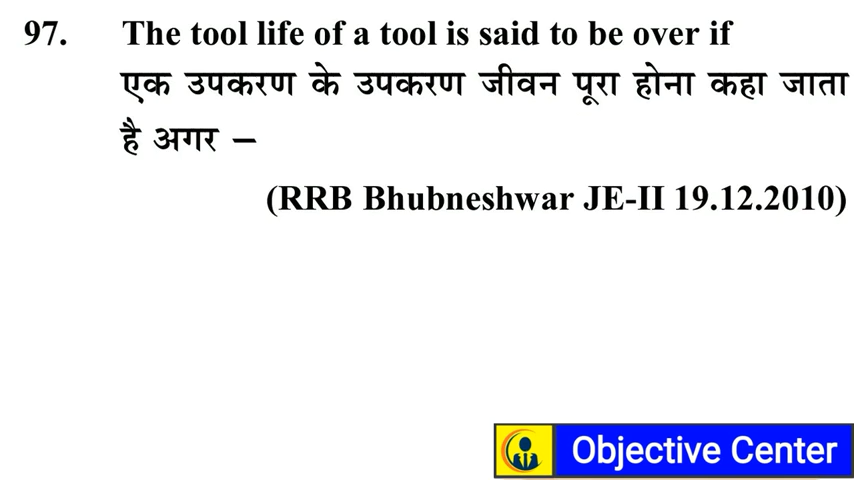 97. The tool life of a tool is said to be over if
एक उपकरण के उपकरण जीवन पूरा होना कहा जाता
है अगर –
(RRB Bhubneshwar JE-II 19.12.2010)
Objective Center